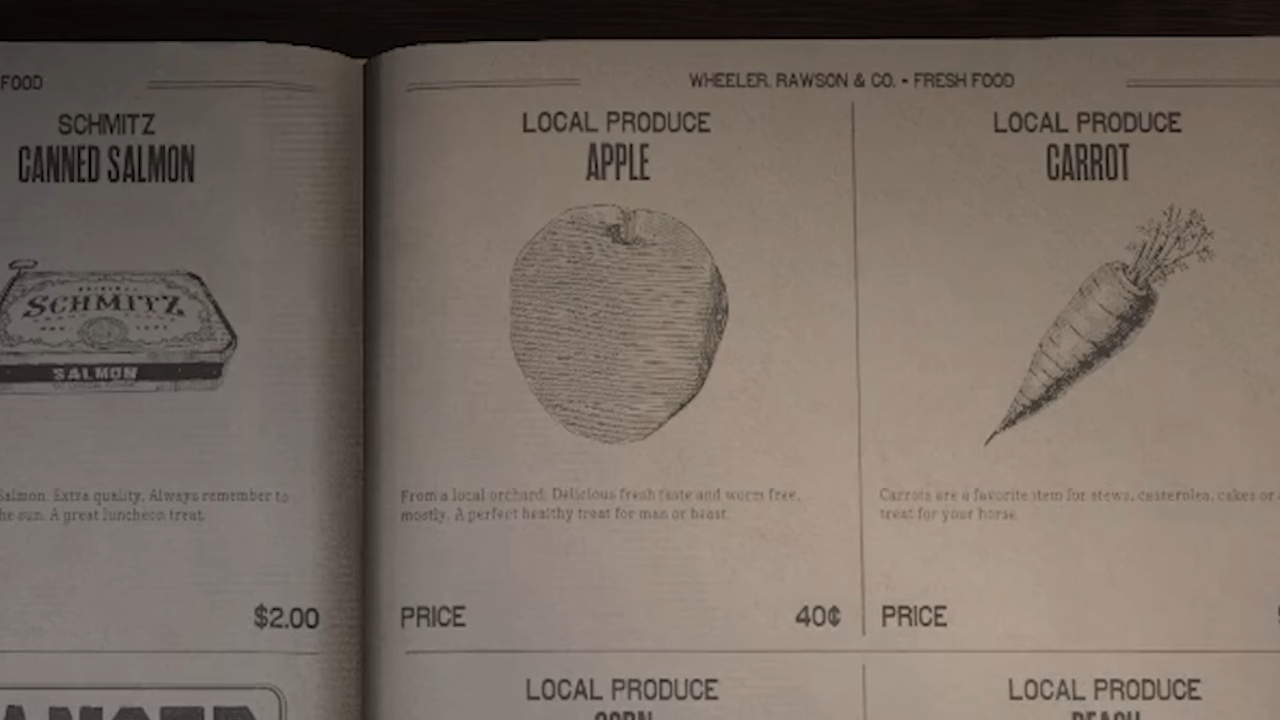 FOOD
SCHMITZ
CANNED SALMON
SCHMITZ
SALMON
Salmon. Extra quality. Always remember to
the sun. A great luncheon treat.
$2.00
WHEELER, RAWSON & CO. - FRESH FOOD
LOCAL PRODUCE
APPLE
From a local orchard. Delicious fresh taste and worm free,
mostly. A perfect healthy treat for man or beast.
PRICE 40¢
LOCAL PRODUCE
CARROT
Carrots are a favorite item for stews, casseroles, cakes or
treat for your horse.
PRICE
LOCAL PRODUCE
CORN
LOCAL PRODUCE
PEACH